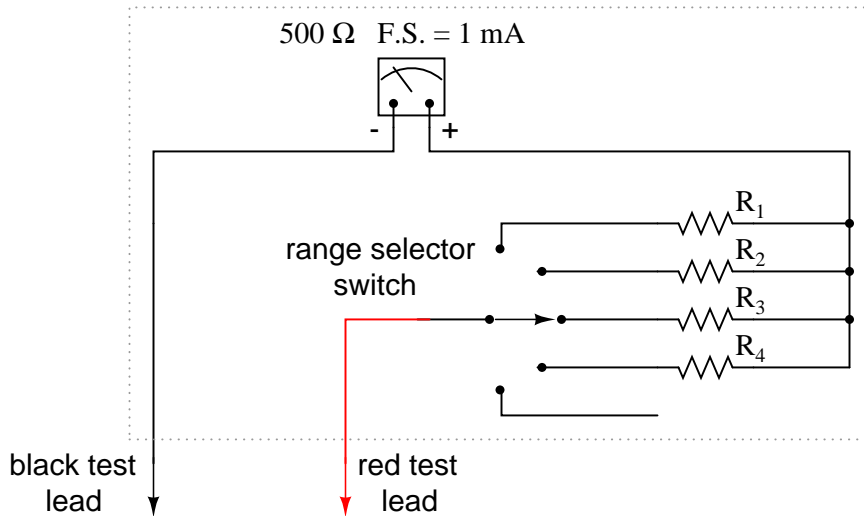 500 Ω F.S. = 1 mA
- +
R1
range selector
switch
R2
R3
R4
black test
lead
red test
lead